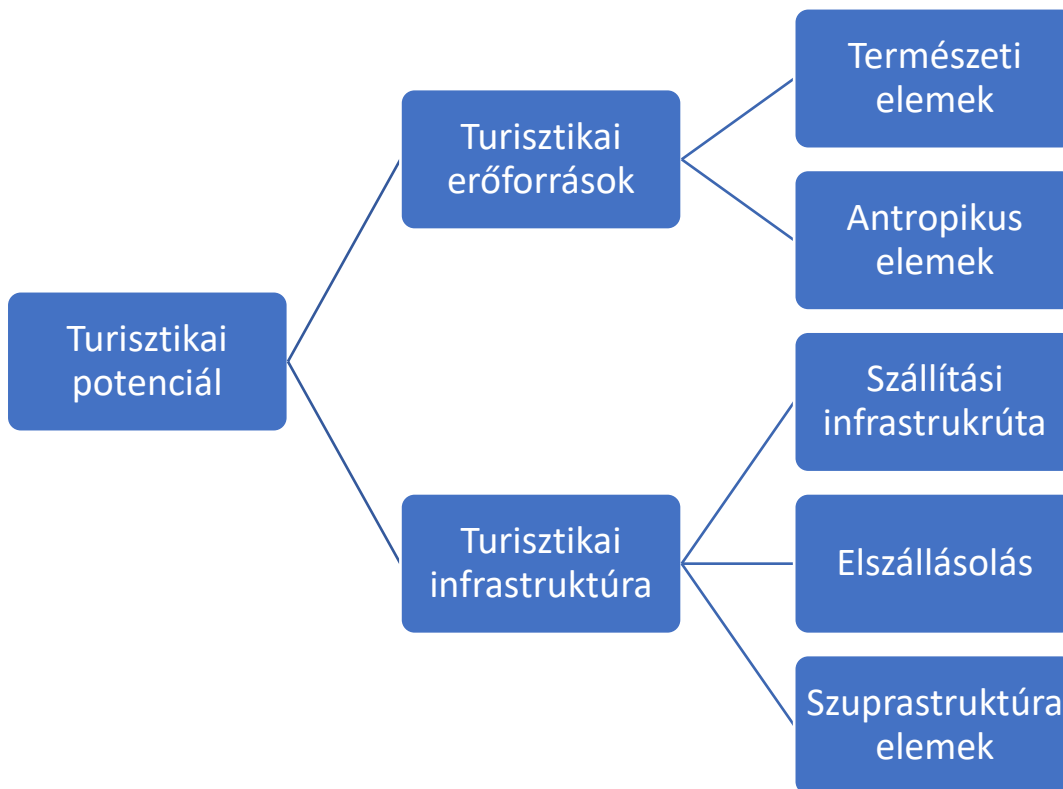 Természeti
elemek
Turisztikai
erőforrások
Antropikus
elemek
Turisztikai
potenciál
Szállítási
infrastrukrúta
Turisztikai
infrastruktúra
Elszállásolás
Szuprastruktúra
elemek